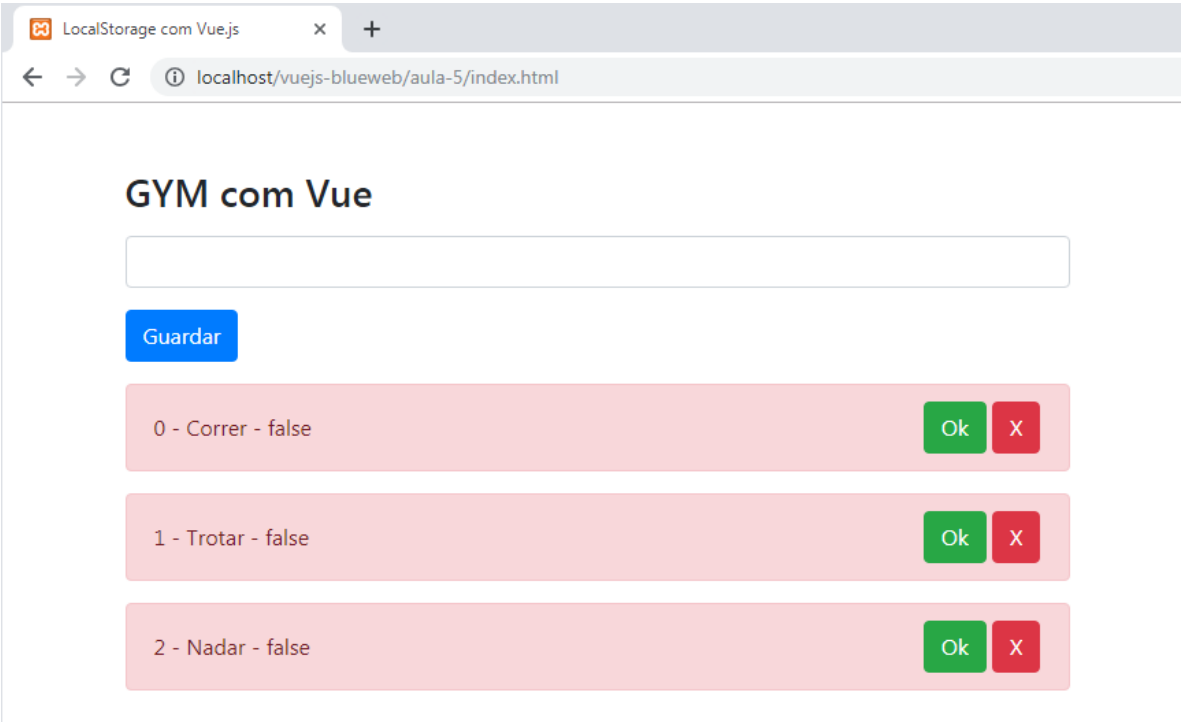 LocalStorage com Vue.js
localhost/vuejs-blueweb/aula-5/index.html
GYM com Vue
Guardar
0 - Correr - false Ok X
1 - Trotar - false Ok X
2 - Nadar - false Ok X